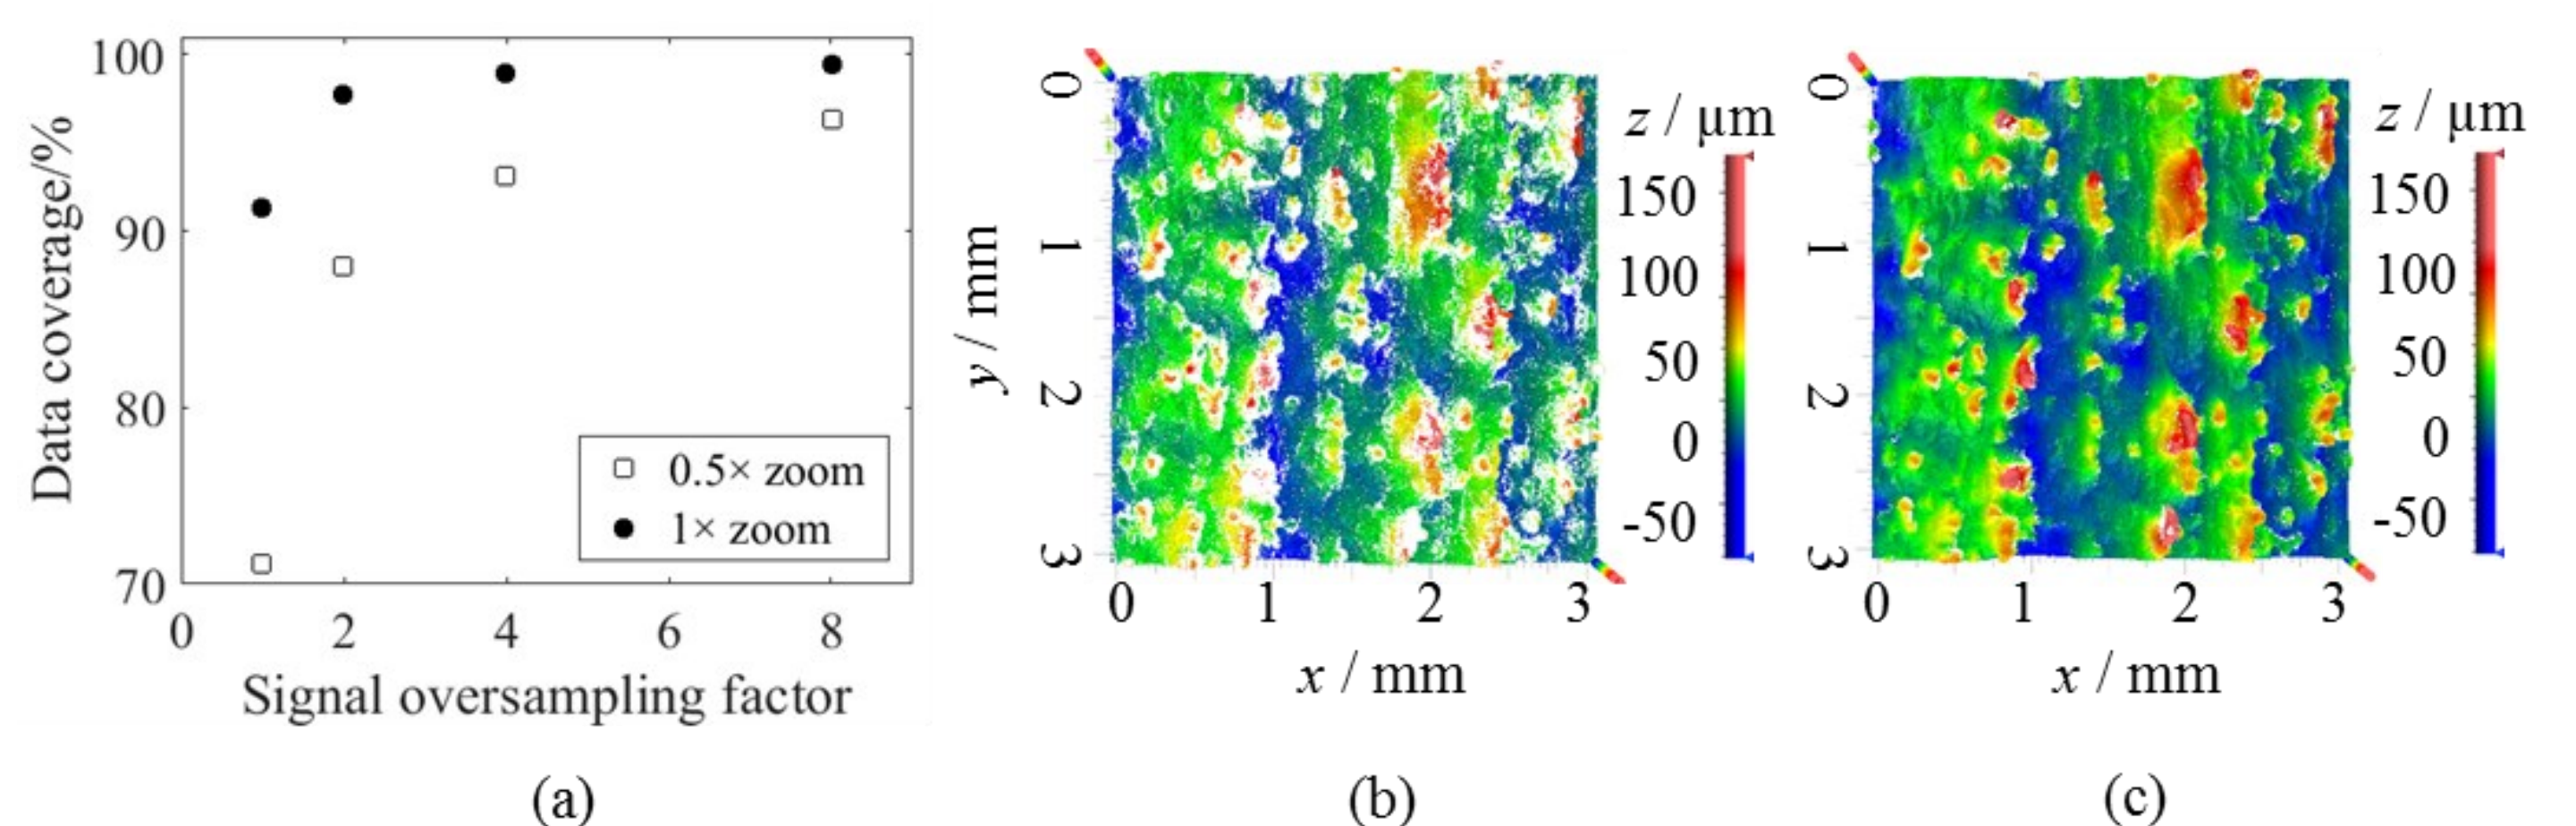 100
90
80
70
0 2 4 6 8
Data coverage/%
Signal oversampling factor
0.5× zoom
1× zoom
(a)
0
1
2
3
y / mm
0 1 2 3
x / mm
z / µm
150
100
50
0
-50
(b)
0
1
2
3
0 1 2 3
x / mm
z / µm
150
100
50
0
-50
(c)